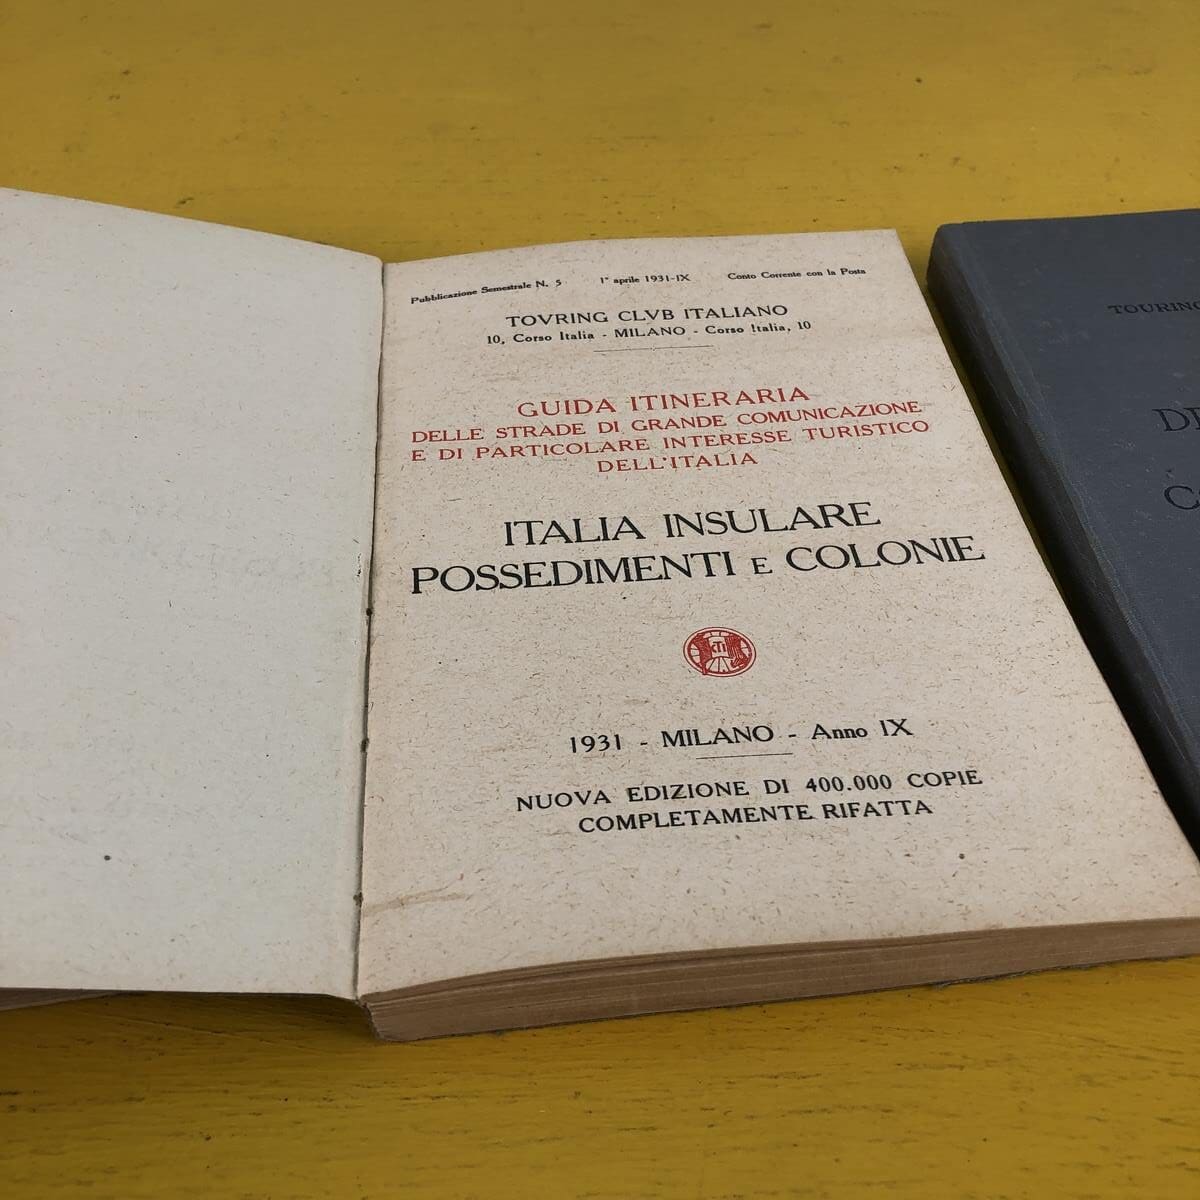 Pubblicazione Semestrale N. 5 1° aprile 1931-IX Conto Corrente con la Posta
TOVRING CLVB ITALIANO
10, Corso Italia - MILANO - Corso Italia, 10
GUIDA ITINERARIA
DELLE STRADE DI GRANDE COMUNICAZIONE
E DI PARTICOLARE INTERESSE TURISTICO
DELL'ITALIA
ITALIA INSULARE
POSSEDIMENTI E COLONIE
1931 - MILANO - Anno IX
NUOVA EDIZIONE DI 400.000 COPIE
COMPLETAMENTE RIFATTA
TOURING